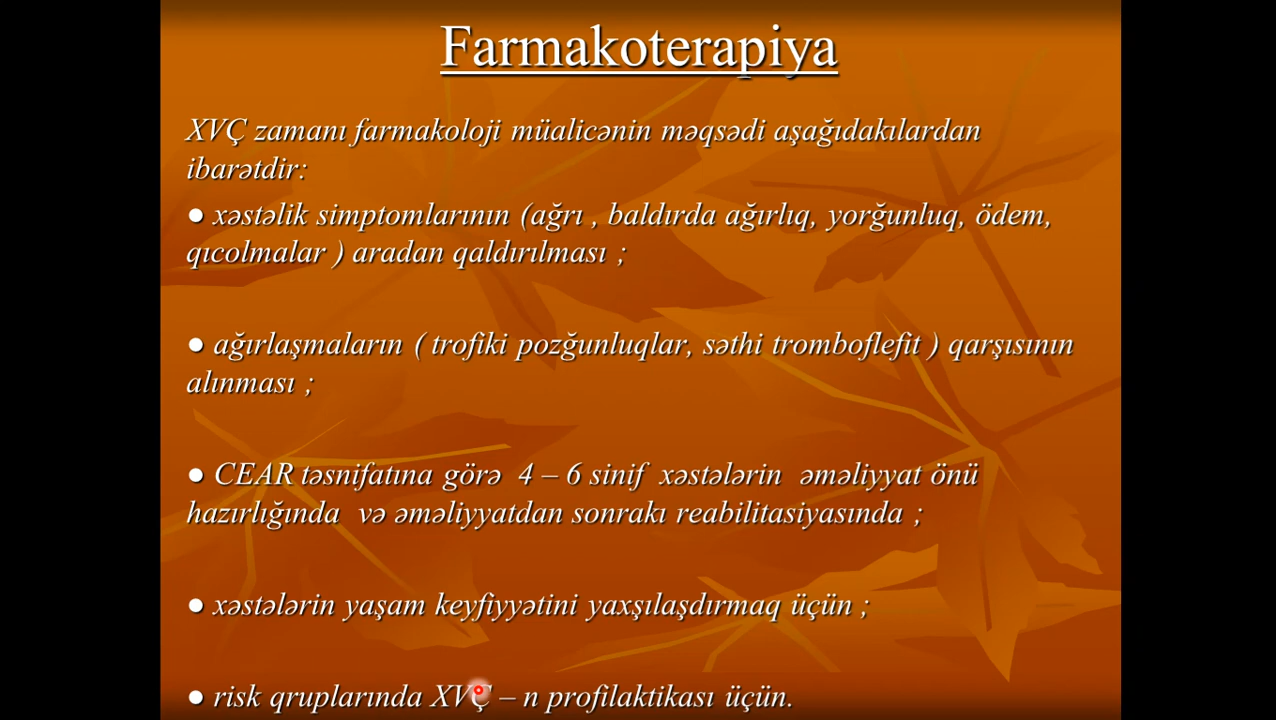 Farmakoterapiya
XVÇ zamanı farmakoloji müalicənin məqsədi aşağıdakılardan
ibarətdir:
● xəstəlik simptomlarının (ağrı , baldırda ağırlıq, yorğunluq, ödem,
qıcolmalar ) aradan qaldırılması ;
● ağırlaşmaların ( trofiki pozğunluqlar, səthi tromboflefit ) qarşısının
alınması ;
● CEAR təsnifatına görə 4 – 6 sinif xəstələrin əməliyyat önü
hazırlığında və əməliyyatdan sonrakı reabilitasiyasında ;
● xəstələrin yaşam keyfiyyətini yaxşılaşdırmaq üçün ;
● risk qruplarında XVÇ – n profilaktikası üçün.